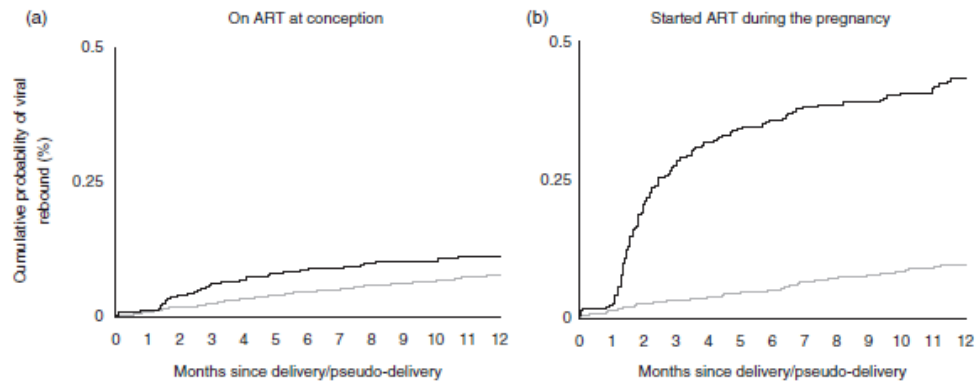 (a)
On ART at conception
Cumulative probability of viral
rebound (%)
0.5
0.25
0
0 1 2 3 4 5 6 7 8 9 10 11 12
Months since delivery/pseudo-delivery
(b)
Started ART during the pregnancy
0.5
0.25
0
0 1 2 3 4 5 6 7 8 9 10 11 12
Months since delivery/pseudo-delivery